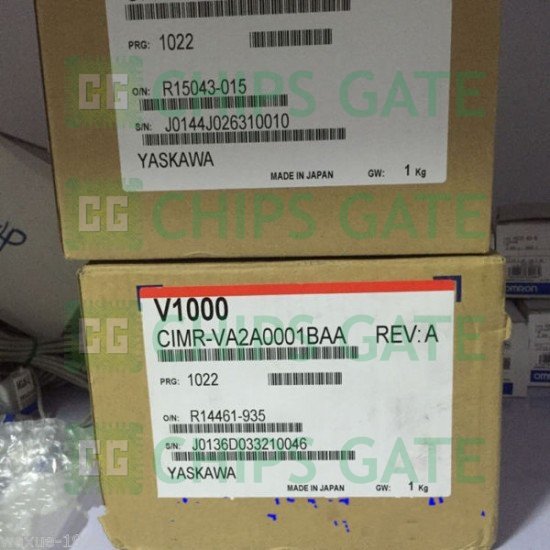 PRG: 1022
O/N: R15043-015
S/N: J0144J026310010
YASKAWA
MADE IN JAPAN GW: 1 Kg
CG CHIPS GATE
V1000
CIMR-VA2A0001BAA REV: A
PRG: 1022
O/N: R14461-935
S/N: J0136D033210046
YASKAWA
MADE IN JAPAN GW: 1 Kg
CG CHIPS GATE
CG CHIPS GATE
CG CHIPS GATE
OMRON